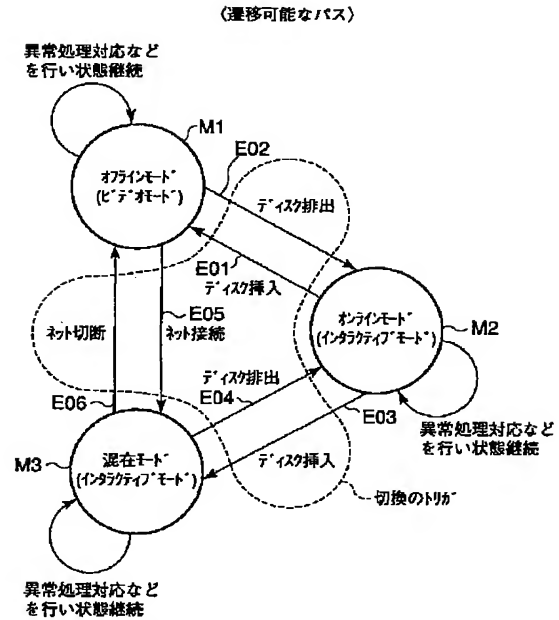 〈遷移可能なパス〉
異常処理対応など
を行い状態継続
M1
オフラインモード
(ビデオモード)
E02
ディスク排出
E01
ディスク挿入
E05
ネット接続
ネット切断
E06
オンラインモード
(インタラクティブモード)
M2
ディスク排出
E04
E03
ディスク挿入
異常処理対応など
を行い状態継続
M3
混在モード
(インタラクティブモード)
切換のトリガ
異常処理対応など
を行い状態継続